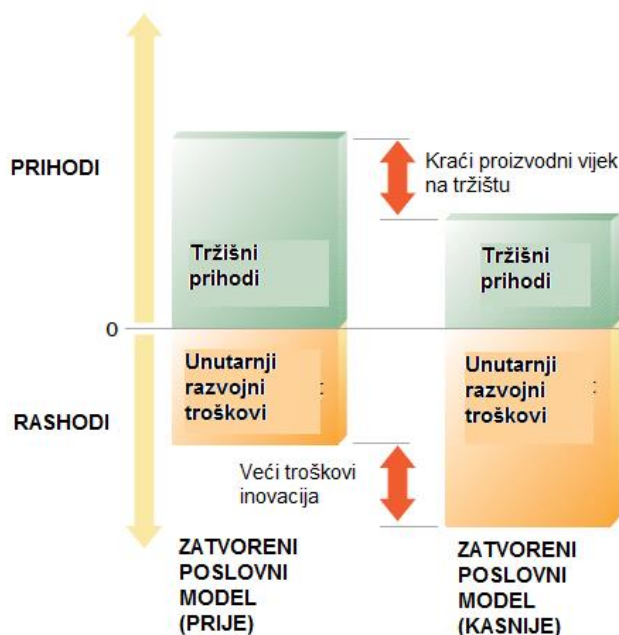 PRIHODI
Kraći proizvodni vijek
na tržištu
Tržišni
prihodi
Tržišni
prihodi
0
Unutarnji
razvojni :
troškovi
Unutarnji
razvojni :
troškovi
RASHODI
Veći troškovi
inovacija
ZATVORENI
POSLOVNI
MODEL
(PRIJE)
ZATVORENI
POSLOVNI
MODEL
(KASNIJE)